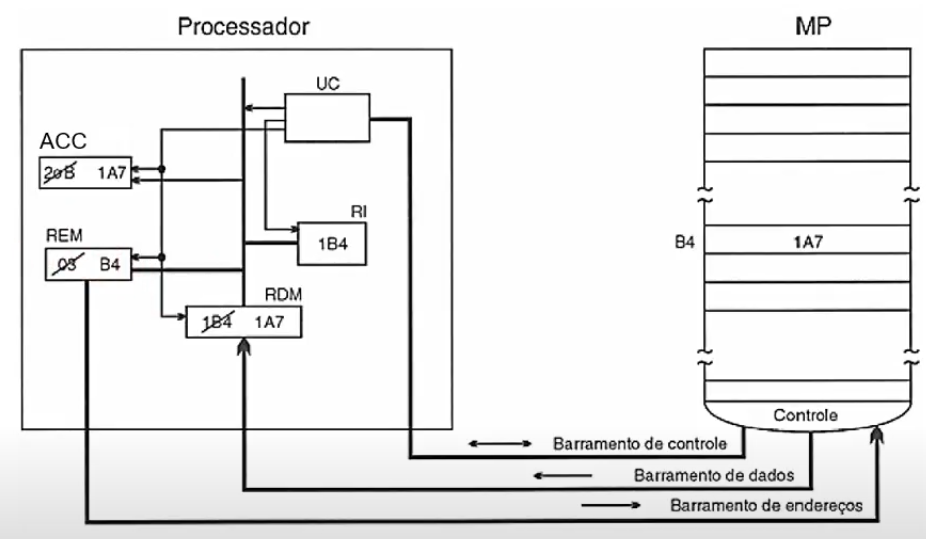 Processador
MP
UC
ACC
2oB 1A7
RI
1B4
REM
03 B4
RDM
1B4 1A7
B4
1A7
Controle
Barramento de controle
Barramento de dados
Barramento de endereços